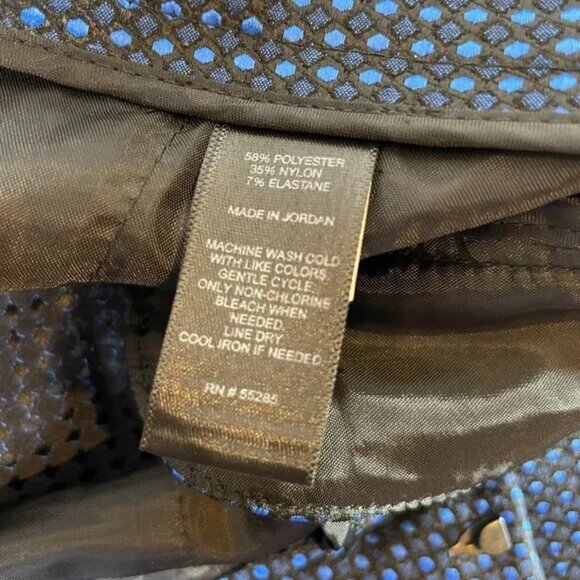 58% POLYESTER
35% NYLON
7% ELASTANE
MADE IN JORDAN
MACHINE WASH COLD
WITH LIKE COLORS
GENTLE CYCLE.
ONLY NON-CHLORINE
BLEACH WHEN
NEEDED.
LINE DRY.
COOL IRON IF NEEDED.
RN # 55285